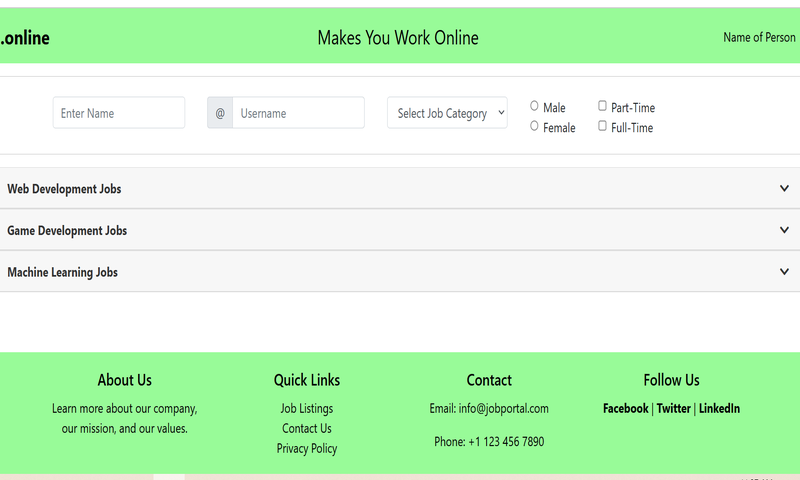 .online
Makes You Work Online
Name of Person
Enter Name
@ Username
Select Job Category
Male
Female
Part-Time
Full-Time
Web Development Jobs
Game Development Jobs
Machine Learning Jobs
About Us
Learn more about our company,
our mission, and our values.
Quick Links
Job Listings
Contact Us
Privacy Policy
Contact
Email: info@jobportal.com
Phone: +1 123 456 7890
Follow Us
Facebook | Twitter | LinkedIn